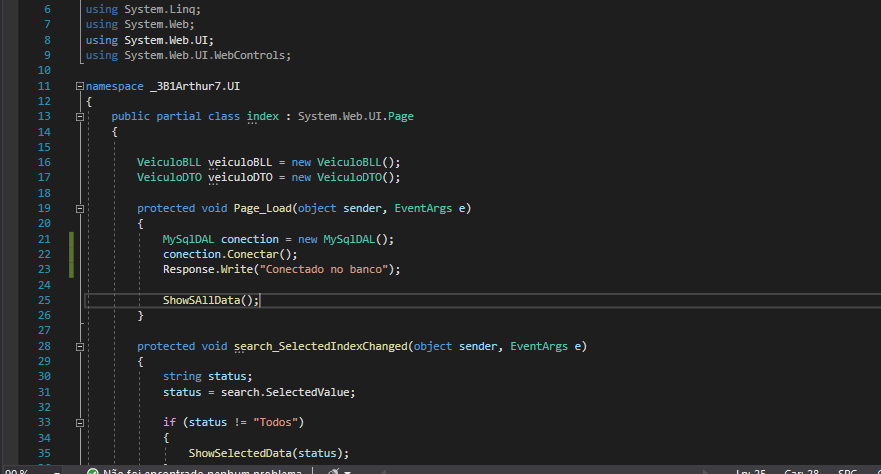 6 using System.Linq;
7 using System.Web;
8 using System.Web.UI;
9 using System.Web.UI.WebControls;
10
11 namespace _3B1Arthur7.UI
12 {
13 public partial class index : System.Web.UI.Page
14 {
15
16 VeiculoBLL veiculoBLL = new VeiculoBLL();
17 VeiculoDTO veiculoDTO = new VeiculoDTO();
18
19 protected void Page_Load(object sender, EventArgs e)
20 {
21 MySqlDAL conection = new MySqlDAL();
22 conection.Conectar();
23 Response.Write("Conectado no banco");
24
25 ShowSAllData();
26 }
27
28 protected void search_SelectedIndexChanged(object sender, EventArgs e)
29 {
30 string status;
31 status = search.SelectedValue;
32
33 if (status != "Todos")
34 {
35 ShowSelectedData(status);
90 % Não foi encontrado nenhum problema Ln: 25 Car: 28 SPC